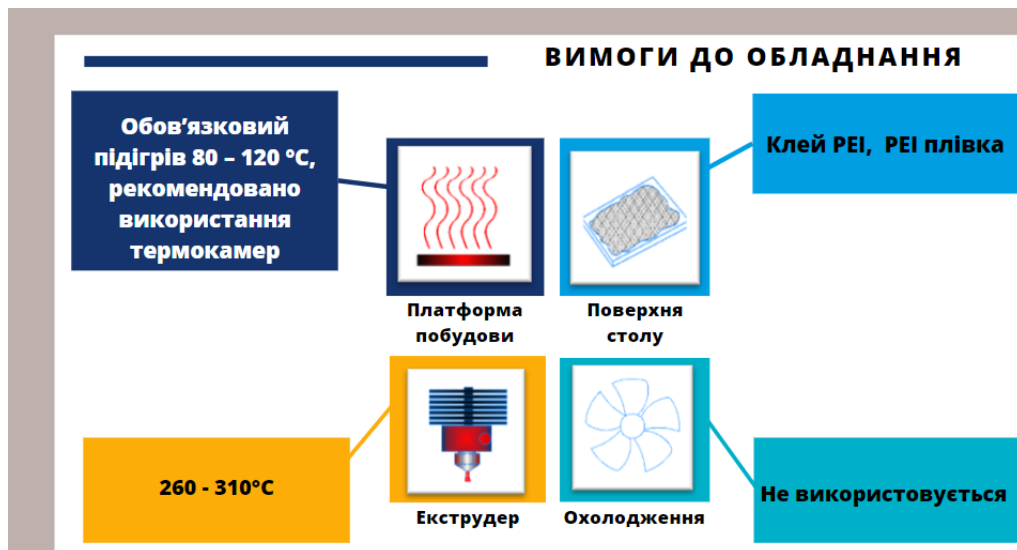 ВИМОГИ ДО ОБЛАДНАННЯ
Обов’язковий
підігрів 80 – 120 °C,
рекомендовано
використання
термокамер
Клей PEI, PEI плівка
Платформа
побудови
Поверхня
столу
260 - 310°C
Не використовується
Екструдер
Охолодження